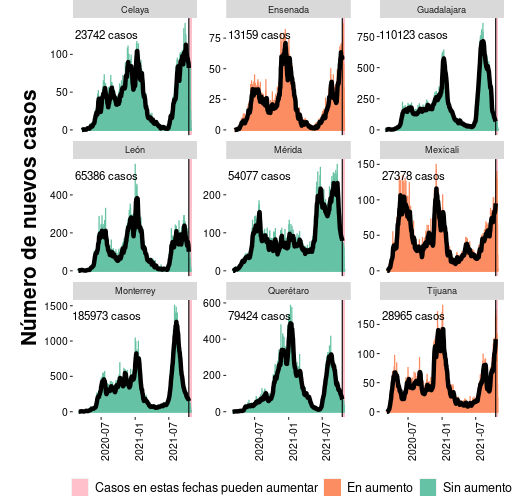 Número de nuevos casos
Celaya
Ensenada
Guadalajara
23742 casos
13159 casos
110123 casos
100
50
0
75
50
25
0
750
500
250
0
León
Mérida
Mexicali
65386 casos
54077 casos
27378 casos
400
200
0
200
100
0
150
100
50
0
Monterrey
Querétaro
Tijuana
185973 casos
79424 casos
28965 casos
1500
1000
500
0
600
400
200
0
150
100
50
0
2020-07
2021-01
2021-07
2020-07
2021-01
2021-07
2020-07
2021-01
2021-07
Casos en estas fechas pueden aumentar
En aumento
Sin aumento